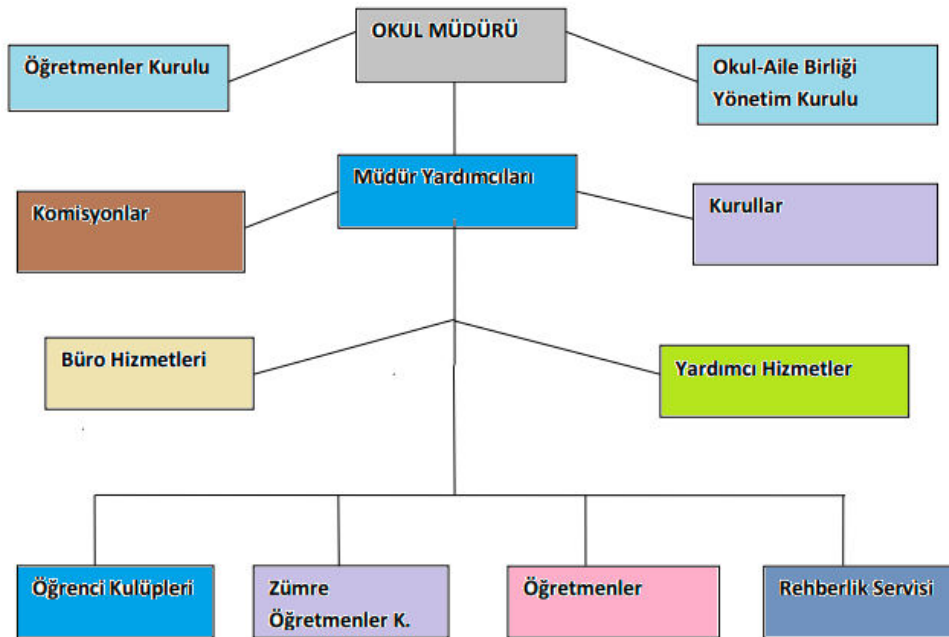 OKUL MÜDÜRÜ
Öğretmenler Kurulu
Okul-Aile Birliği
Yönetim Kurulu
Müdür Yardımcıları
Komisyonlar
Kurullar
Büro Hizmetleri
Yardımcı Hizmetler
Öğrenci Kulüpleri
Zümre
Öğretmenler K.
Öğretmenler
Rehberlik Servisi